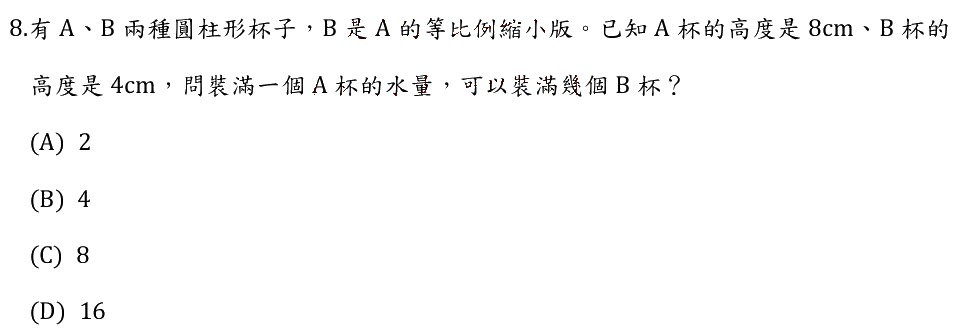 8.有 A、B 兩種圓柱形杯子，B 是 A 的等比例縮小版。已知 A 杯的高度是 8cm、B 杯的
高度是 4cm，問裝滿一個 A 杯的水量，可以裝滿幾個 B 杯？
(A) 2
(B) 4
(C) 8
(D) 16